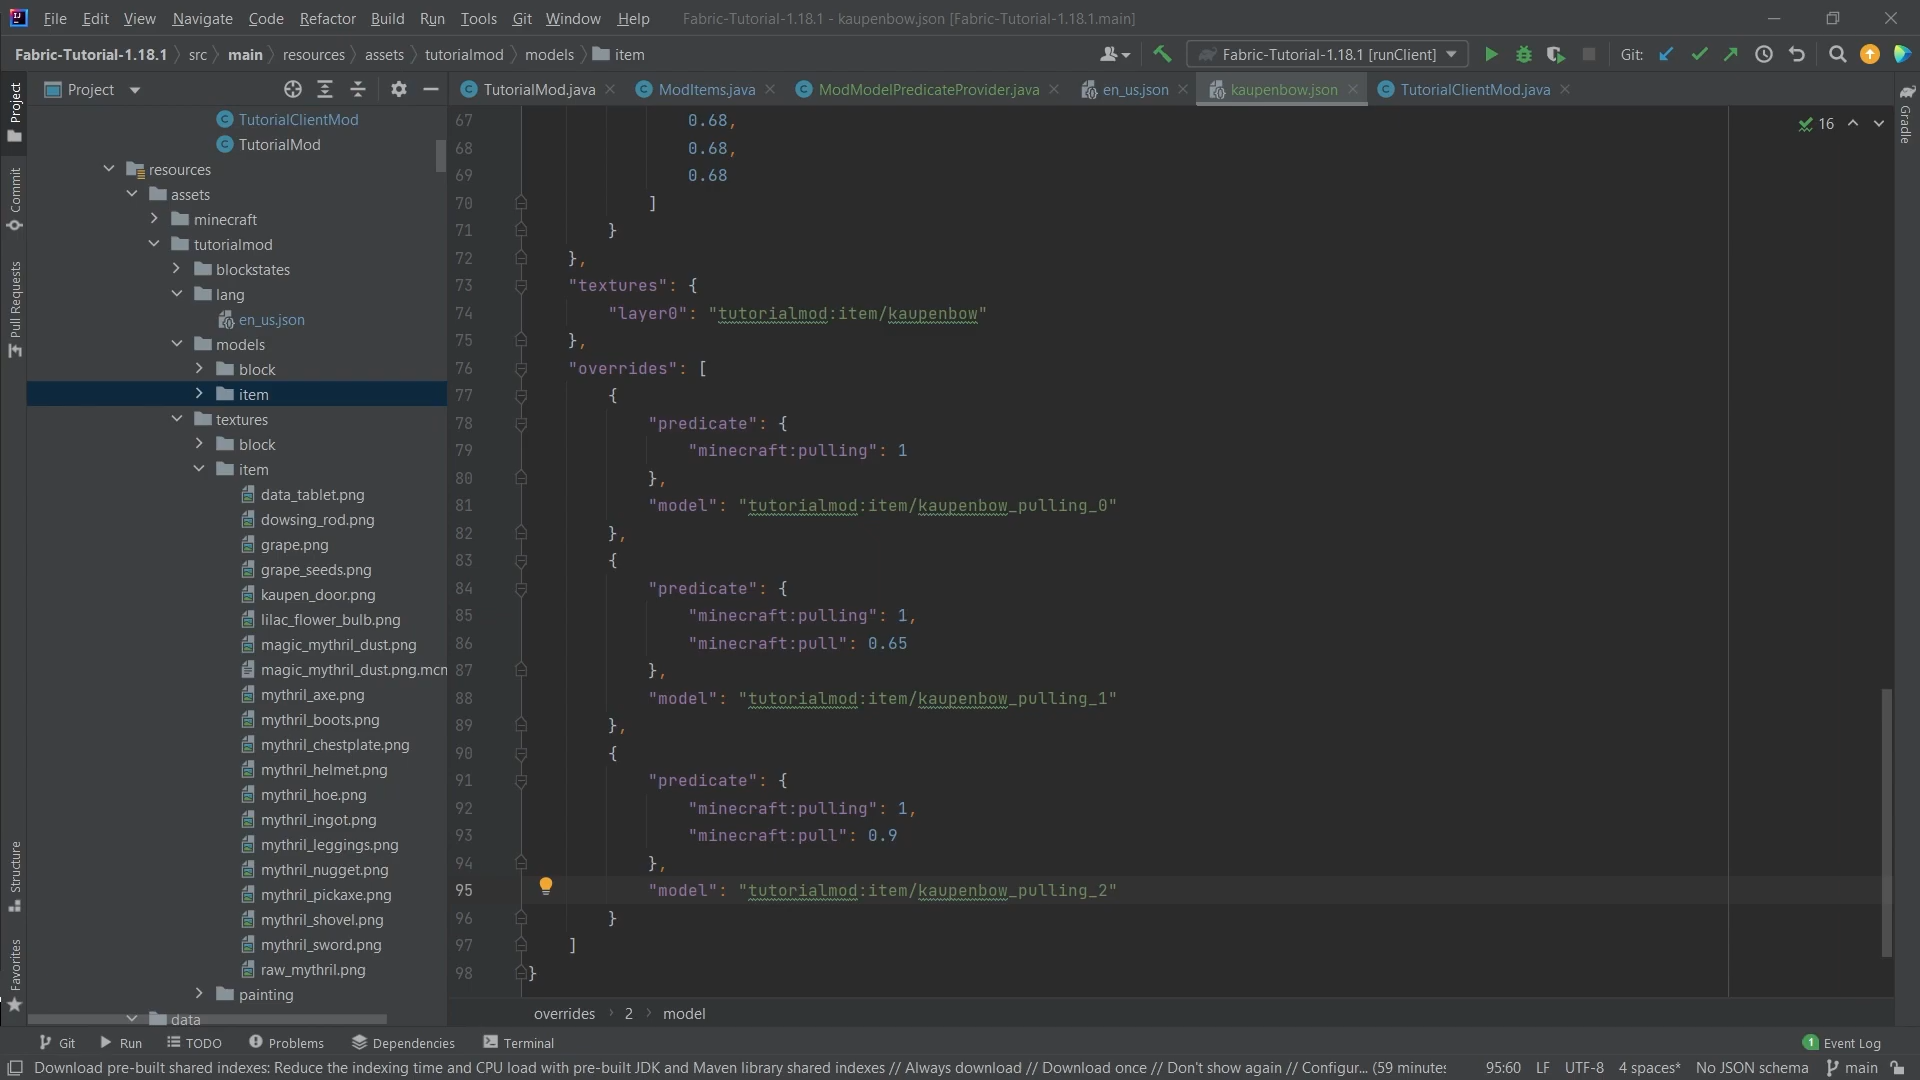 File Edit View Navigate Code Refactor Build Run Tools Git Window Help Fabric-Tutorial-1.18.1 - kaupenbow.json [Fabric-Tutorial-1.18.1.main]
Fabric-Tutorial-1.18.1 src main resources assets tutorialmod models item Fabric-Tutorial-1.18.1 [runClient] Git:
Project TutorialMod.java ModItems.java ModModelPredicateProvider.java en_us.json kaupenbow.json TutorialClientMod.java
Project
Commit
Pull Requests
Structure
Favorites
Gradle
TutorialClientMod
TutorialMod
resources
assets
minecraft
tutorialmod
blockstates
lang
en_us.json
models
block
item
textures
block
item
data_tablet.png
dowsing_rod.png
grape.png
grape_seeds.png
kaupen_door.png
lilac_flower_bulb.png
magic_mythril_dust.png
magic_mythril_dust.png.mcm
mythril_axe.png
mythril_boots.png
mythril_chestplate.png
mythril_helmet.png
mythril_hoe.png
mythril_ingot.png
mythril_leggings.png
mythril_nugget.png
mythril_pickaxe.png
mythril_shovel.png
mythril_sword.png
raw_mythril.png
painting
data
16
67 0.68,
68 0.68,
69 0.68
70 ]
71 }
72 },
73 "textures": {
74 "layer0": "tutorialmod:item/kaupenbow"
75 },
76 "overrides": [
77 {
78 "predicate": {
79 "minecraft:pulling": 1
80 },
81 "model": "tutorialmod:item/kaupenbow_pulling_0"
82 },
83 {
84 "predicate": {
85 "minecraft:pulling": 1,
86 "minecraft:pull": 0.65
87 },
88 "model": "tutorialmod:item/kaupenbow_pulling_1"
89 },
90 {
91 "predicate": {
92 "minecraft:pulling": 1,
93 "minecraft:pull": 0.9
94 },
95 "model": "tutorialmod:item/kaupenbow_pulling_2"
96 }
97 ]
98 }
overrides 2 model
Git Run TODO Problems Dependencies Terminal 1 Event Log
Download pre-built shared indexes: Reduce the indexing time and CPU load with pre-built JDK and Maven library shared indexes // Always download // Download once // Don't show again // Configur... (59 minutes 95:60 LF UTF-8 4 spaces* No JSON schema main